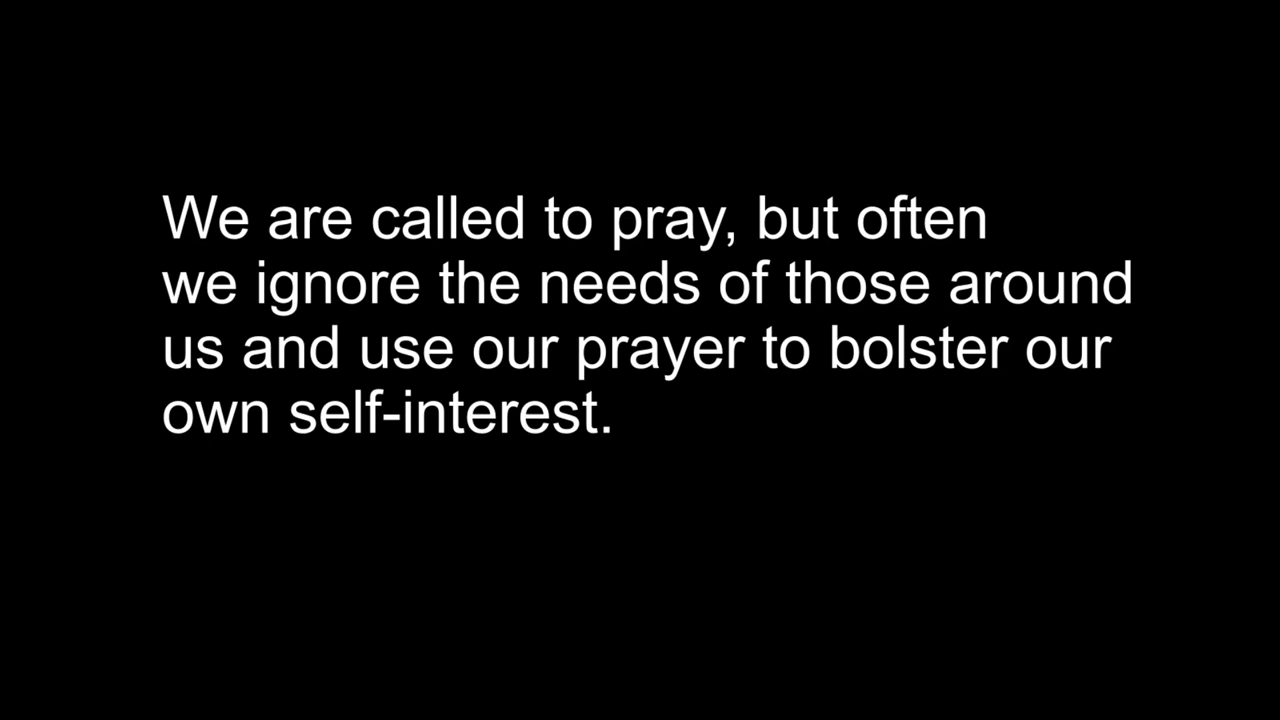 We are called to pray, but often
we ignore the needs of those around
us and use our prayer to bolster our
own self-interest.